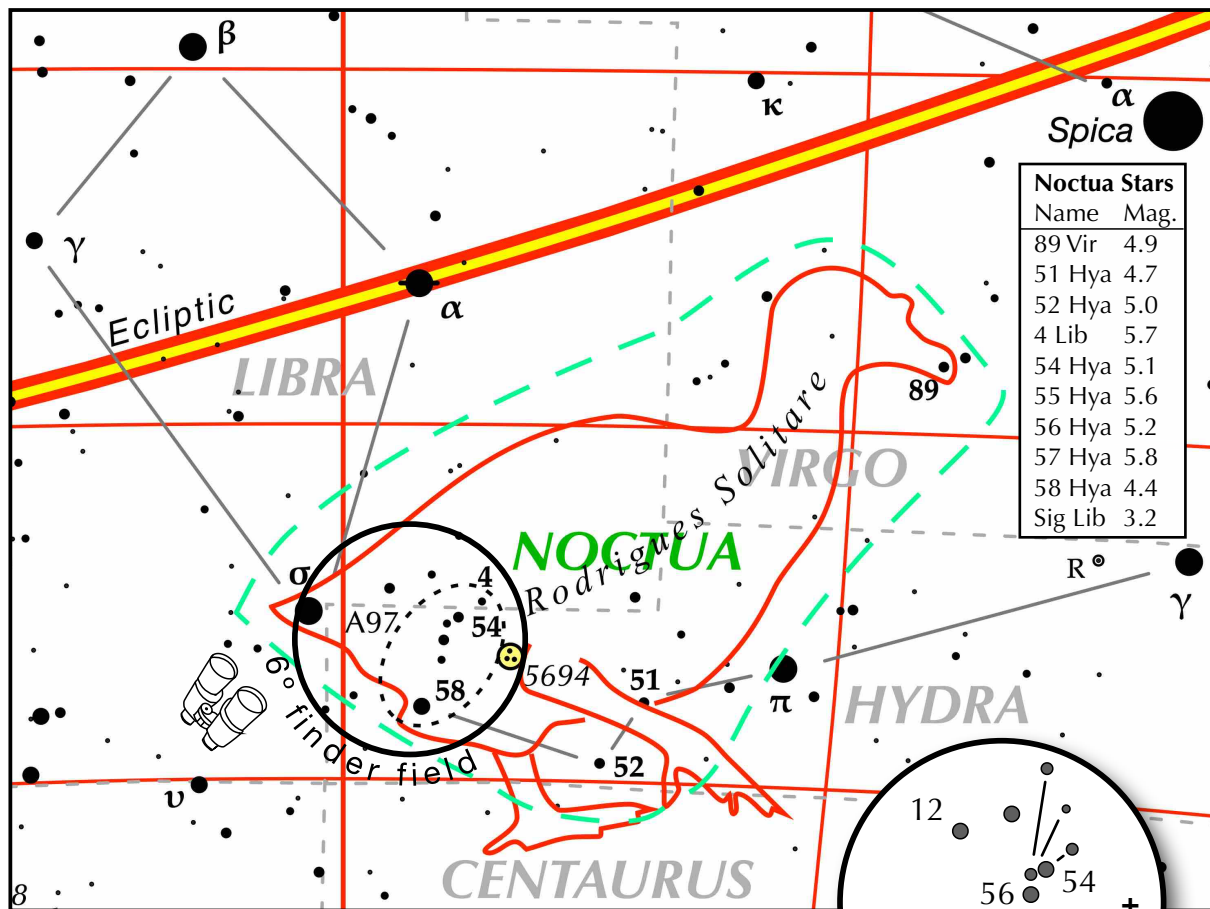 β
κ
α
Spica
γ
Ecliptic
α
LIBRA
Noctua Stars
Name Mag.
89 Vir 4.9
51 Hya 4.7
52 Hya 5.0
4 Lib 5.7
54 Hya 5.1
55 Hya 5.6
56 Hya 5.2
57 Hya 5.8
58 Hya 4.4
Sig Lib 3.2
89
VIRGO
Rodrigues Solitare
NOCTUA
R
γ
σ
4
A97
54
5694
58
51
π
HYDRA
6° finder field
52
υ
CENTAURUS
8
12
56
54
+